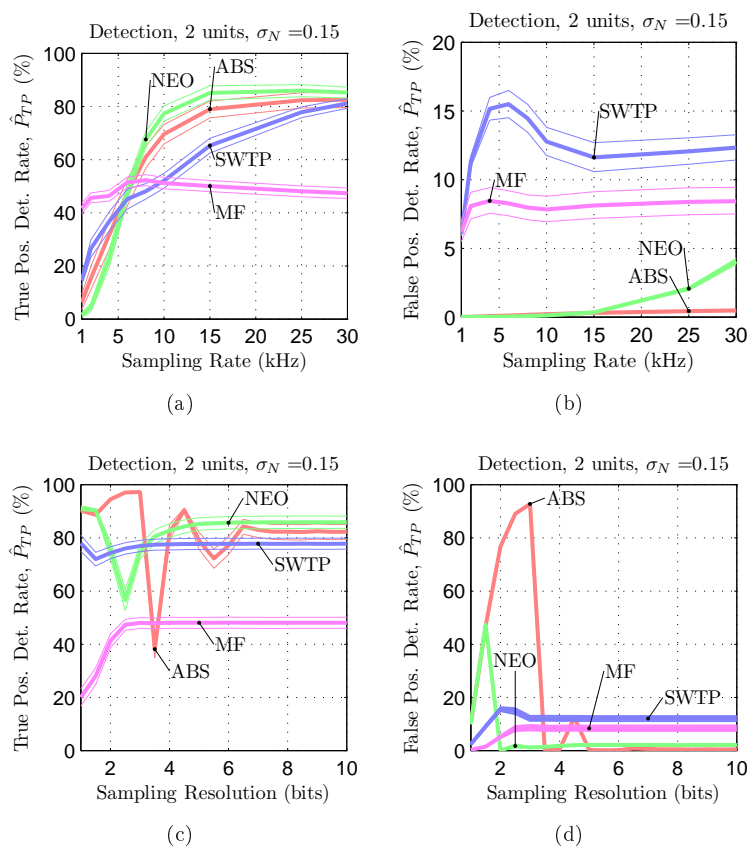 Detection, 2 units, σ_N =0.15
True Pos. Det. Rate, P̂_TP (%)
100
80
60
40
20
0
NEO
ABS
SWTP
MF
1
5
10
15
20
25
30
Sampling Rate (kHz)
(a)
Detection, 2 units, σ_N =0.15
False Pos. Det. Rate, P̂_TP (%)
20
15
10
5
0
SWTP
MF
NEO
ABS
1
5
10
15
20
25
30
Sampling Rate (kHz)
(b)
Detection, 2 units, σ_N =0.15
True Pos. Det. Rate, P̂_TP (%)
100
80
60
40
20
0
NEO
SWTP
MF
ABS
2
4
6
8
10
Sampling Resolution (bits)
(c)
Detection, 2 units, σ_N =0.15
False Pos. Det. Rate, P̂_TP (%)
100
80
60
40
20
0
ABS
NEO
MF
SWTP
2
4
6
8
10
Sampling Resolution (bits)
(d)